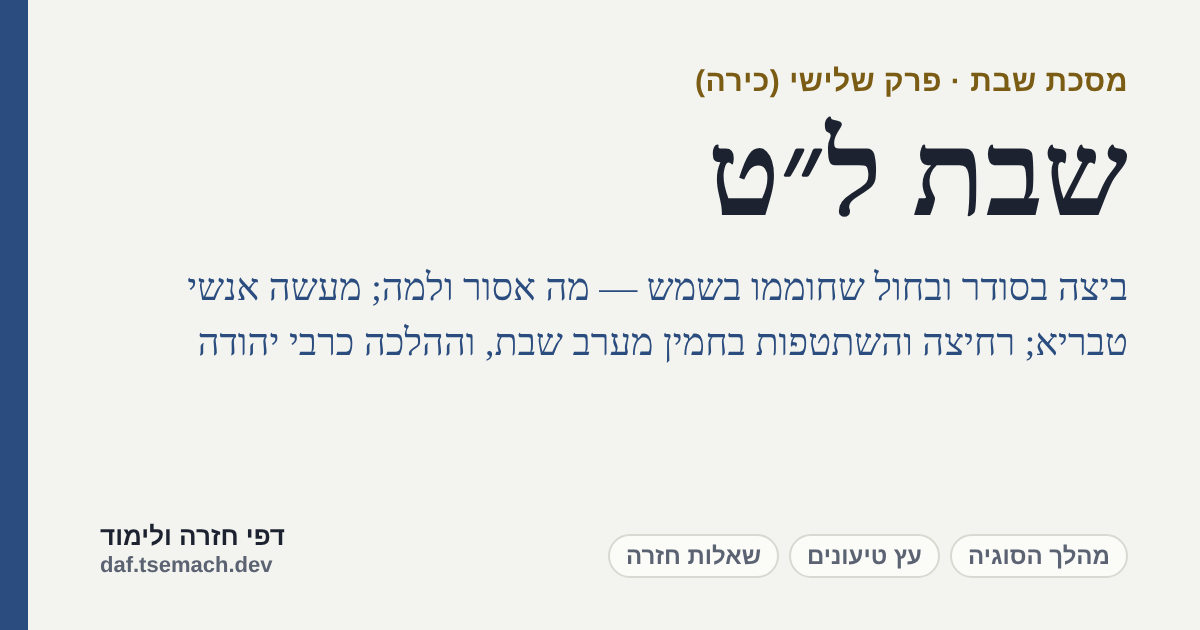 מסכת שבת · פרק שלישי (כירה)
שבת ל״ט
ביצה בסודר ובחול שחוממו בשמש — מה אסור ולמה; מעשה אנשי
טבריא; רחיצה והשתטפות בחמין מערב שבת, וההלכה כרבי יהודה
מהלך הסוגיה
עץ טיעונים
שאלות חזרה
דפי חזרה ולימוד
daf.tsemach.dev